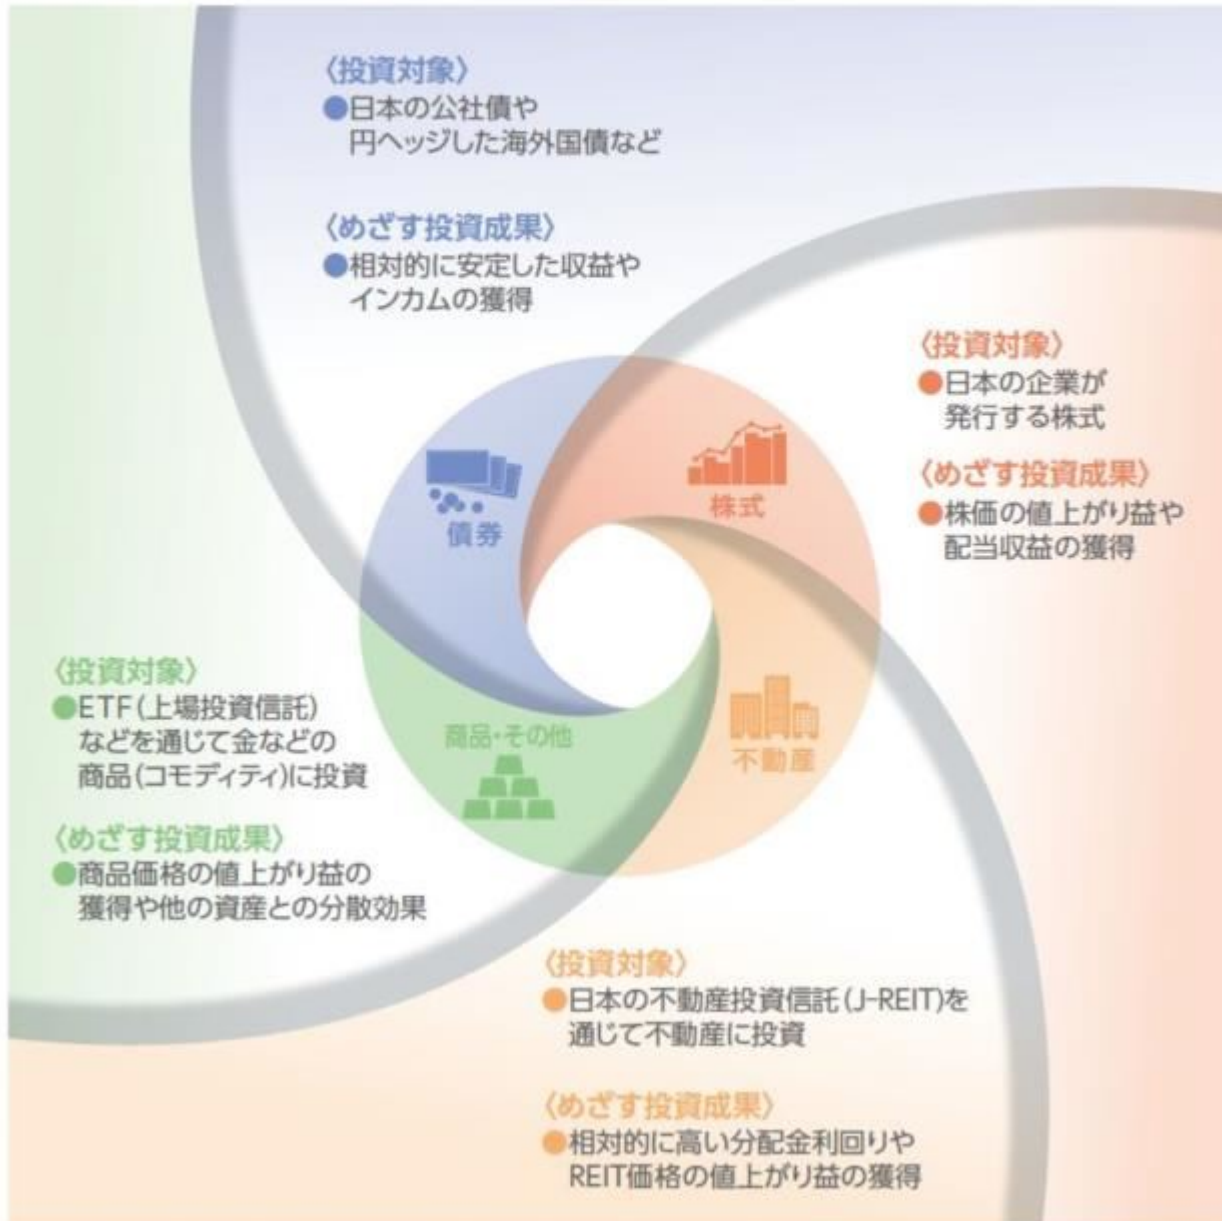 〈投資対象〉
●日本の公社債や
円ヘッジした海外国債など
〈めざす投資成果〉
●相対的に安定した収益や
インカムの獲得
〈投資対象〉
●日本の企業が
発行する株式
〈めざす投資成果〉
●株価の値上がり益や
配当収益の獲得
債券
株式
不動産
商品・その他
〈投資対象〉
●ETF(上場投資信託)
などを通じて金などの
商品(コモディティ)に投資
〈めざす投資成果〉
●商品価格の値上がり益の
獲得や他の資産との分散効果
〈投資対象〉
●日本の不動産投資信託(J-REIT)を
通じて不動産に投資
〈めざす投資成果〉
●相対的に高い分配金利回りや
REIT価格の値上がり益の獲得